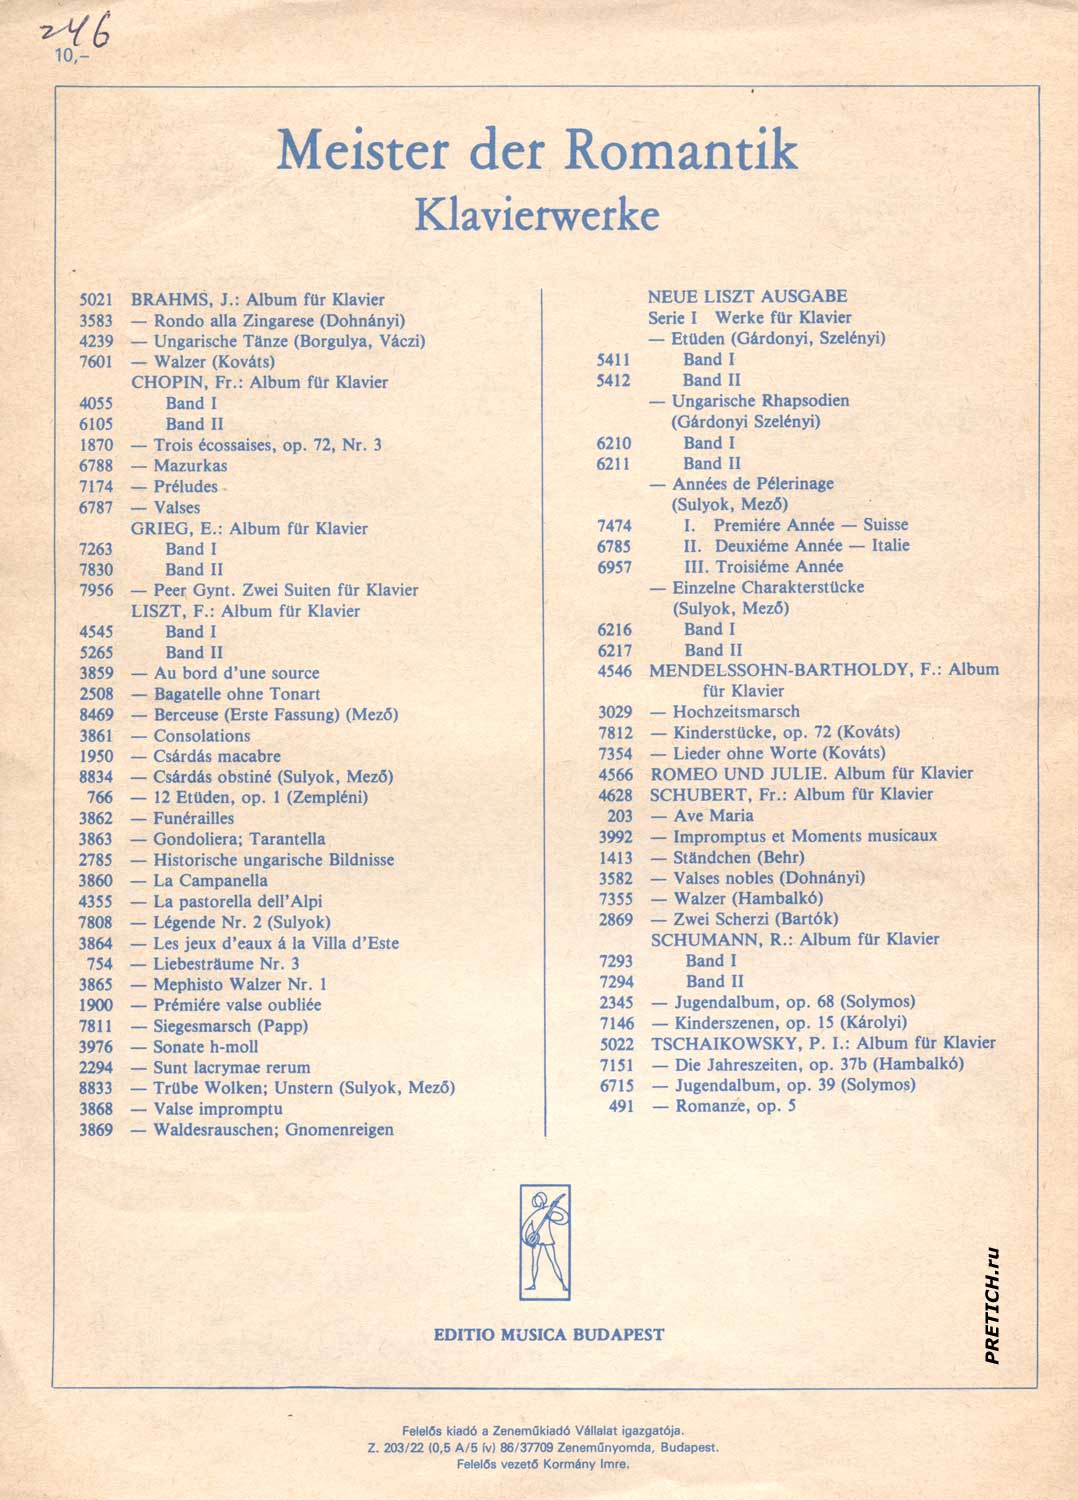 246
10,–
Meister der Romantik
Klavierwerke
5021 BRAHMS, J.: Album für Klavier
3583 — Rondo alla Zingarese (Dohnányi)
4239 — Ungarische Tänze (Borgulya, Váczi)
7601 — Walzer (Kováts)
CHOPIN, Fr.: Album für Klavier
4055 Band I
6105 Band II
1870 — Trois écossaises, op. 72, Nr. 3
6788 — Mazurkas
7174 — Préludes
6787 — Valses
GRIEG, E.: Album für Klavier
7263 Band I
7830 Band II
7956 — Peer Gynt. Zwei Suiten für Klavier
LISZT, F.: Album für Klavier
4545 Band I
5265 Band II
3859 — Au bord d'une source
2508 — Bagatelle ohne Tonart
8469 — Berceuse (Erste Fassung) (Mező)
3861 — Consolations
1950 — Csárdás macabre
8834 — Csárdás obstiné (Sulyok, Mező)
766 — 12 Etüden, op. 1 (Zempléni)
3862 — Funérailles
3863 — Gondoliera; Tarantella
2785 — Historische ungarische Bildnisse
3860 — La Campanella
4355 — La pastorella dell'Alpi
7808 — Légende Nr. 2 (Sulyok)
3864 — Les jeux d'eaux á la Villa d'Este
754 — Liebesträume Nr. 3
3865 — Mephisto Walzer Nr. 1
1900 — Prémiére valse oubliée
7811 — Siegesmarsch (Papp)
3976 — Sonate h-moll
2294 — Sunt lacrymae rerum
8833 — Trübe Wolken; Unstern (Sulyok, Mező)
3868 — Valse impromptu
3869 — Waldesrauschen; Gnomenreigen
NEUE LISZT AUSGABE
Serie I Werke für Klavier
— Etüden (Gárdonyi, Szelényi)
5411 Band I
5412 Band II
— Ungarische Rhapsodien
(Gárdonyi Szelényi)
6210 Band I
6211 Band II
— Années de Pélerinage
(Sulyok, Mező)
7474 I. Premiére Année — Suisse
6785 II. Deuxiéme Année — Italie
6957 III. Troisiéme Année
— Einzelne Charakterstücke
(Sulyok, Mező)
6216 Band I
6217 Band II
4546 MENDELSSOHN-BARTHOLDY, F.: Album
für Klavier
3029 — Hochzeitsmarsch
7812 — Kinderstücke, op. 72 (Kováts)
7354 — Lieder ohne Worte (Kováts)
4566 ROMEO UND JULIE. Album für Klavier
4628 SCHUBERT, Fr.: Album für Klavier
203 — Ave Maria
3992 — Impromptus et Moments musicaux
1413 — Ständchen (Behr)
3582 — Valses nobles (Dohnányi)
7355 — Walzer (Hambalkó)
2869 — Zwei Scherzi (Bartók)
SCHUMANN, R.: Album für Klavier
7293 Band I
7294 Band II
2345 — Jugendalbum, op. 68 (Solymos)
7146 — Kinderszenen, op. 15 (Károlyi)
5022 TSCHAIKOWSKY, P. I.: Album für Klavier
7151 — Die Jahreszeiten, op. 37b (Hambalkó)
6715 — Jugendalbum, op. 39 (Solymos)
491 — Romanze, op. 5
EDITIO MUSICA BUDAPEST
PRETICH.ru
Felelős kiadó a Zeneműkiadó Vállalat igazgatója.
Z. 203/22 (0,5 A/5 ív) 86/37709 Zeneműnyomda, Budapest.
Felelős vezető Kormány Imre.